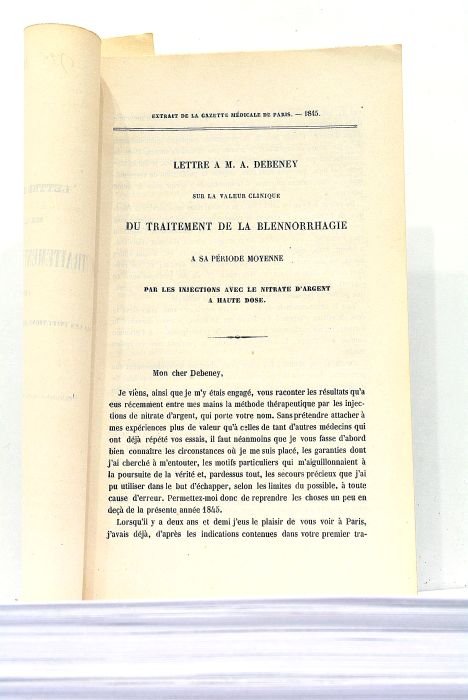 EXTRAIT DE LA GAZETTE MÉDICALE DE PARIS. — 1845.
LETTRE A M. A. DEBENEY
SUR LA VALEUR CLINIQUE
DU TRAITEMENT DE LA BLENNORRHAGIE
A SA PÉRIODE MOYENNE
PAR LES INJECTIONS AVEC LE NITRATE D'ARGENT
A HAUTE DOSE.
Mon cher Debeney,
Je viens, ainsi que je m'y étais engagé, vous raconter les résultats qu'a
eus récemment entre mes mains la méthode thérapeutique par les injec-
tions de nitrate d'argent, qui porte votre nom. Sans prétendre attacher à
mes expériences plus de valeur qu'à celles de tant d'autres médecins qui
ont déjà répété vos essais, il faut néanmoins que je vous fasse d'abord
bien connaître les circonstances où je me suis placé, les garanties dont
j'ai cherché à m'entouter, les motifs particuliers qui m'aiguillonnaient à
la poursuite de la vérité et, pardessus tout, les secours précieux que j'ai
pu utiliser dans le but d'échapper, selon les limites du possible, à toute
cause d'erreur. Permettez-moi donc de reprendre les choses un peu en
deçà de la présente année 1845.
Lorsqu'il y a deux ans et demi j'eus le plaisir de vous voir à Paris,
j'avais déjà, d'après les indications contenues dans votre premier tra-